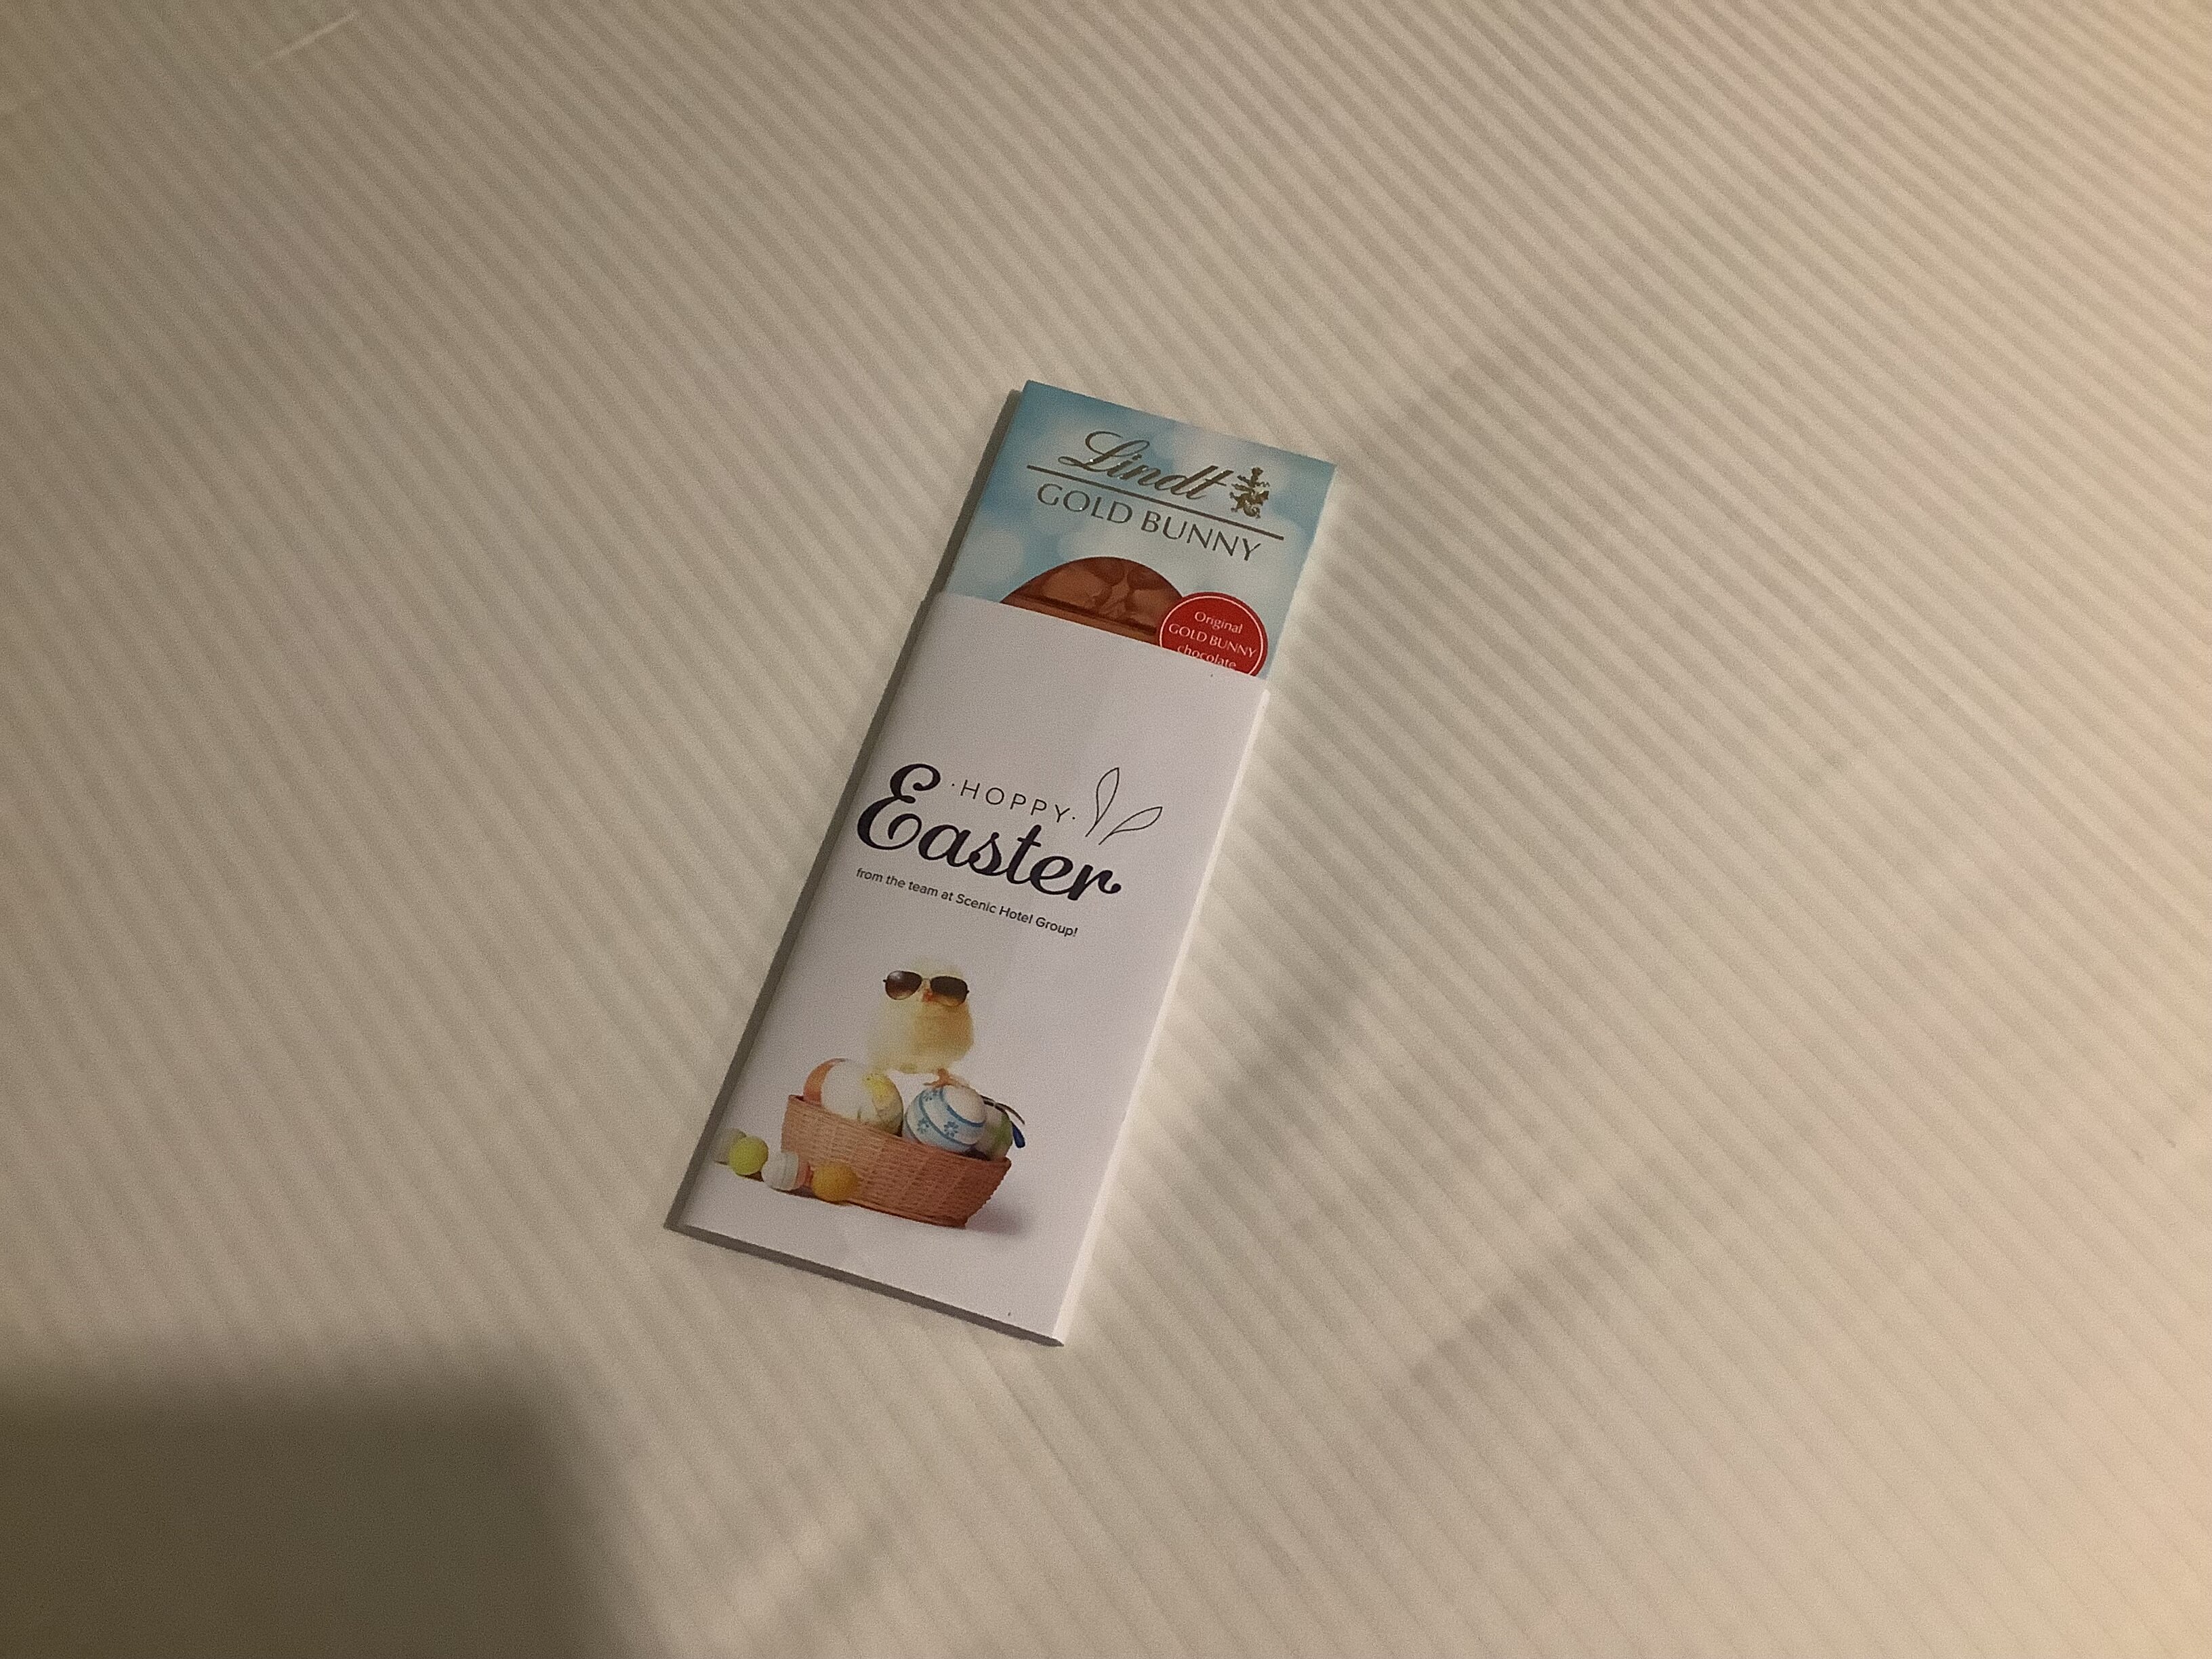 Lindt
GOLD BUNNY
Original
GOLD BUNNY
chocolate
·HOPPY·
Easter
from the team at Scenic Hotel Group!